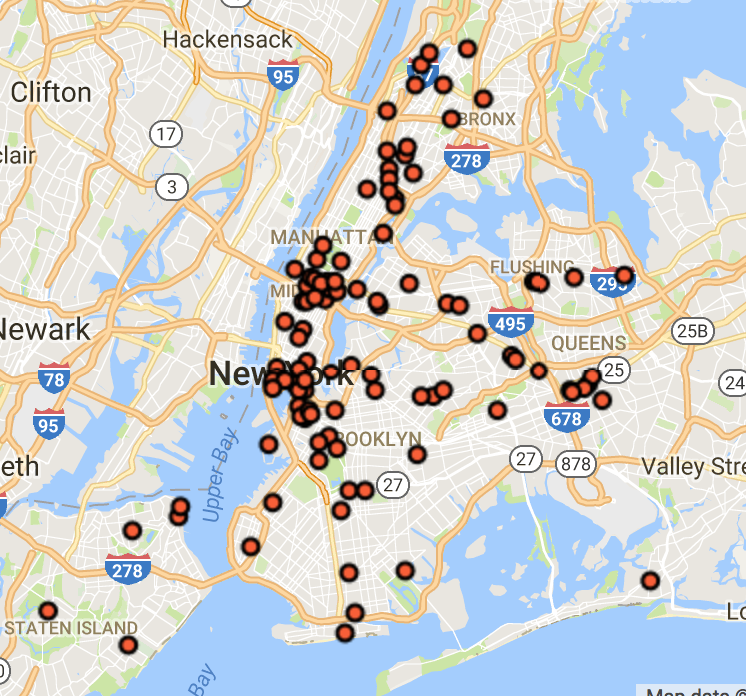 Hackensack
95
Clifton
17
BRONX
clair
278
3
MANHATTAN
FLUSHING
MID
295
495
Newark
25B
QUEENS
78
New York
25
24
95
678
BROOKLYN
eth
27
878
Valley Stre
Upper Bay
27
278
Lo
STATEN ISLAND
Bay
Map data ©